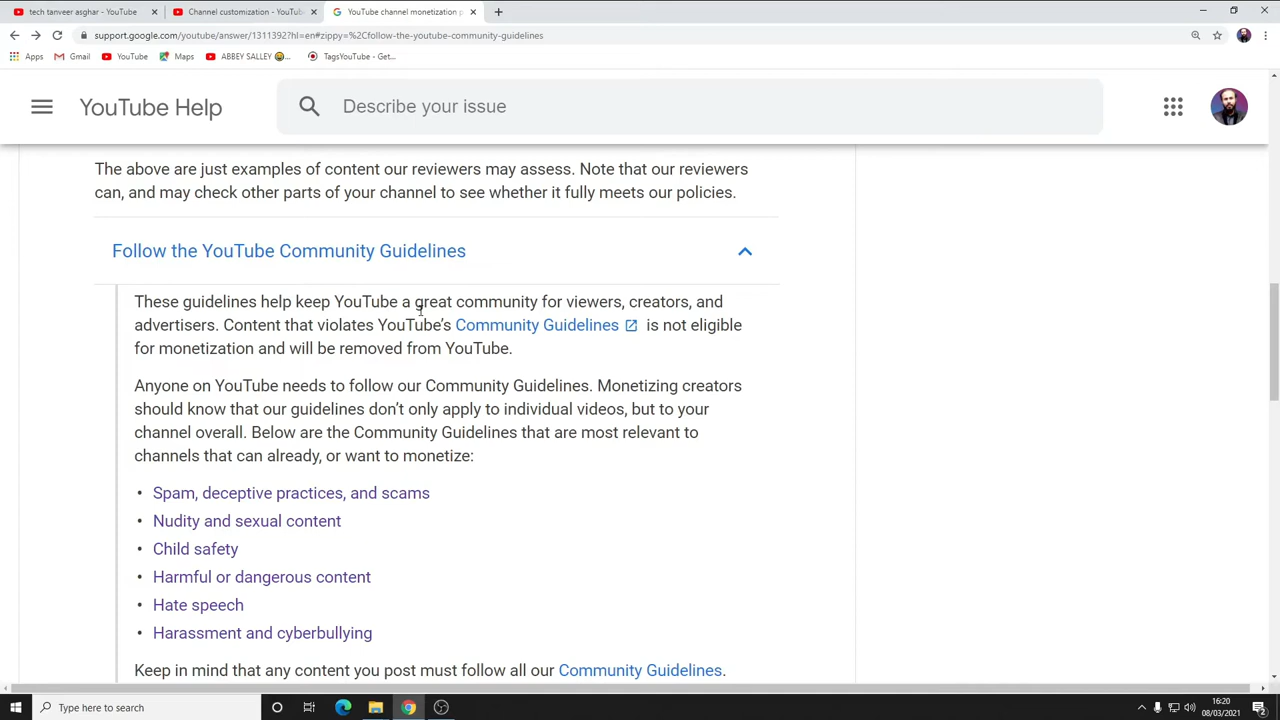 tech tanveer asghar - YouTube
Channel customization - YouTub
YouTube channel monetization p
support.google.com/youtube/answer/1311392?hl=en#zippy=%2Cfollow-the-youtube-community-guidelines
Apps
Gmail
YouTube
Maps
ABBEY SALLEY 😂...
TagsYouTube - Get...
YouTube Help
Describe your issue
The above are just examples of content our reviewers may assess. Note that our reviewers
can, and may check other parts of your channel to see whether it fully meets our policies.
Follow the YouTube Community Guidelines
These guidelines help keep YouTube a great community for viewers, creators, and
advertisers. Content that violates YouTube’s Community Guidelines is not eligible
for monetization and will be removed from YouTube.
Anyone on YouTube needs to follow our Community Guidelines. Monetizing creators
should know that our guidelines don’t only apply to individual videos, but to your
channel overall. Below are the Community Guidelines that are most relevant to
channels that can already, or want to monetize:
• Spam, deceptive practices, and scams
• Nudity and sexual content
• Child safety
• Harmful or dangerous content
• Hate speech
• Harassment and cyberbullying
Keep in mind that any content you post must follow all our Community Guidelines.
Type here to search
16:20
08/03/2021
2